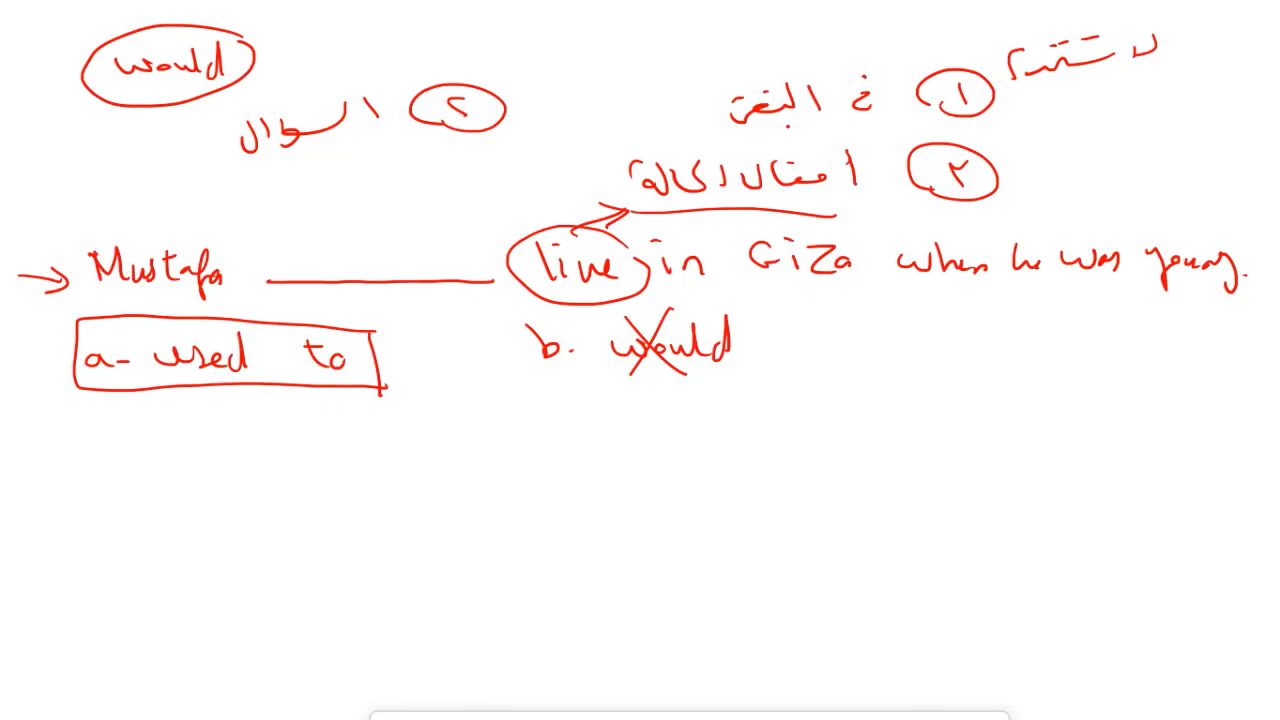 would
لا تستخدم
١ في النفى
٢ السؤال
٢ أفعال الحالة
→ Mustafa ________ live in Giza when he was young.
a- used to b. would